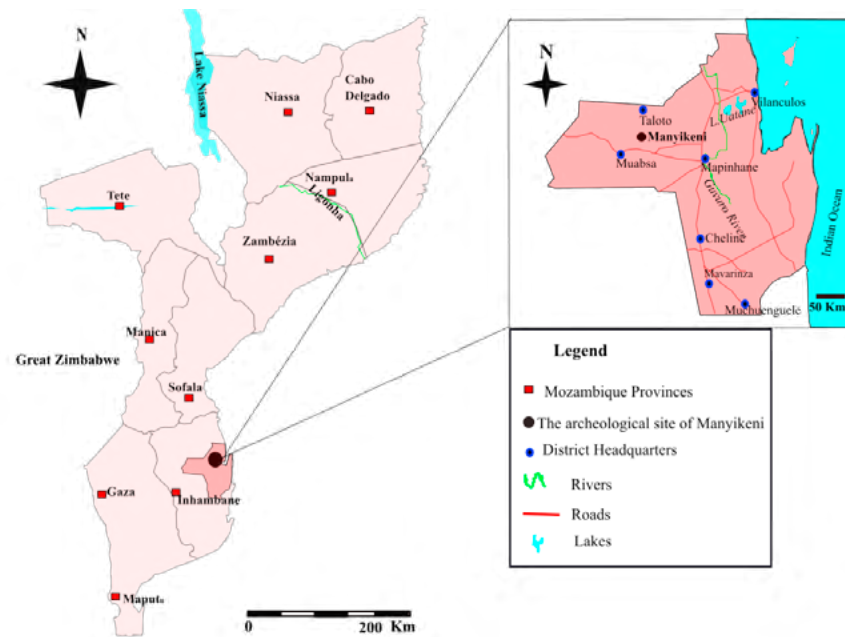 N
Lake Niassa
Niassa
Cabo
Delgado
Tete
Nampula
Ligonha
Zambézia
Manica
Great Zimbabwe
Sofala
Gaza
Inhambane
Maputo
0 200 Km
N
Vilanculos
L.Uatane
Taloto
Manyikeni
Muabsa
Mapinhane
Govuro River
Cheline
Mavarinza
Muchuenguele
Indian Ocean
50 Km
Legend
Mozambique Provinces
The archeological site of Manyikeni
District Headquarters
Rivers
Roads
Lakes